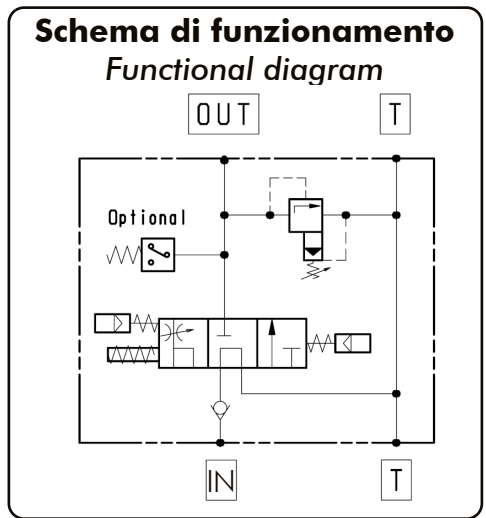 Schema di funzionamento
Functional diagram
OUT T
Optional
IN T